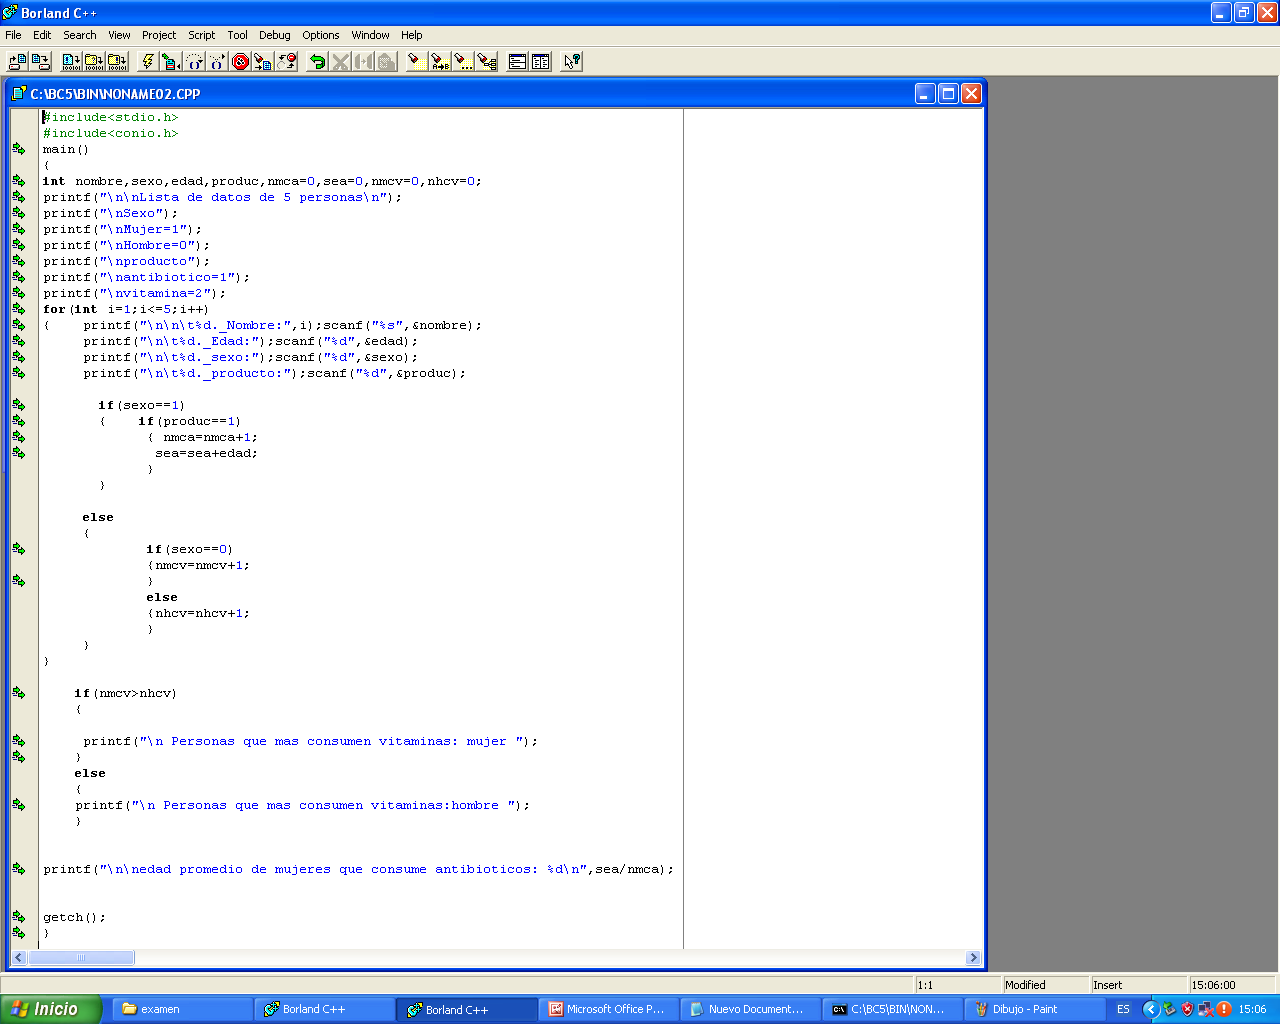 Borland C++
File Edit Search View Project Script Tool Debug Options Window Help
C:\BC5\BIN\NONAME02.CPP
#include<stdio.h>
#include<conio.h>
main()
{
int nombre,sexo,edad,produc,nmca=0,sea=0,nmcv=0,nhcv=0;
printf("\n\nLista de datos de 5 personas\n");
printf("\nSexo");
printf("\nMujer=1");
printf("\nHombre=0");
printf("\nproducto");
printf("\nantibiotico=1");
printf("\nvitamina=2");
for(int i=1;i<=5;i++)
{ printf("\n\n\t%d._Nombre:",i);scanf("%s",&nombre);
printf("\n\t%d._Edad:");scanf("%d",&edad);
printf("\n\t%d._sexo:");scanf("%d",&sexo);
printf("\n\t%d._producto:");scanf("%d",&produc);
if(sexo==1)
{ if(produc==1)
{ nmca=nmca+1;
sea=sea+edad;
}
}
else
{
if(sexo==0)
{nmcv=nmcv+1;
}
else
{nhcv=nhcv+1;
}
}
}
if(nmcv>nhcv)
{
printf("\n Personas que mas consumen vitaminas: mujer ");
}
else
{
printf("\n Personas que mas consumen vitaminas:hombre ");
}
printf("\n\nedad promedio de mujeres que consume antibioticos: %d\n",sea/nmca);
getch();
}
1:1 Modified Insert 15:06:00
Inicio examen Borland C++ Borland C++ Microsoft Office P... Nuevo Document... C:\BC5\BIN\NON... Dibujo - Paint ES 15:06